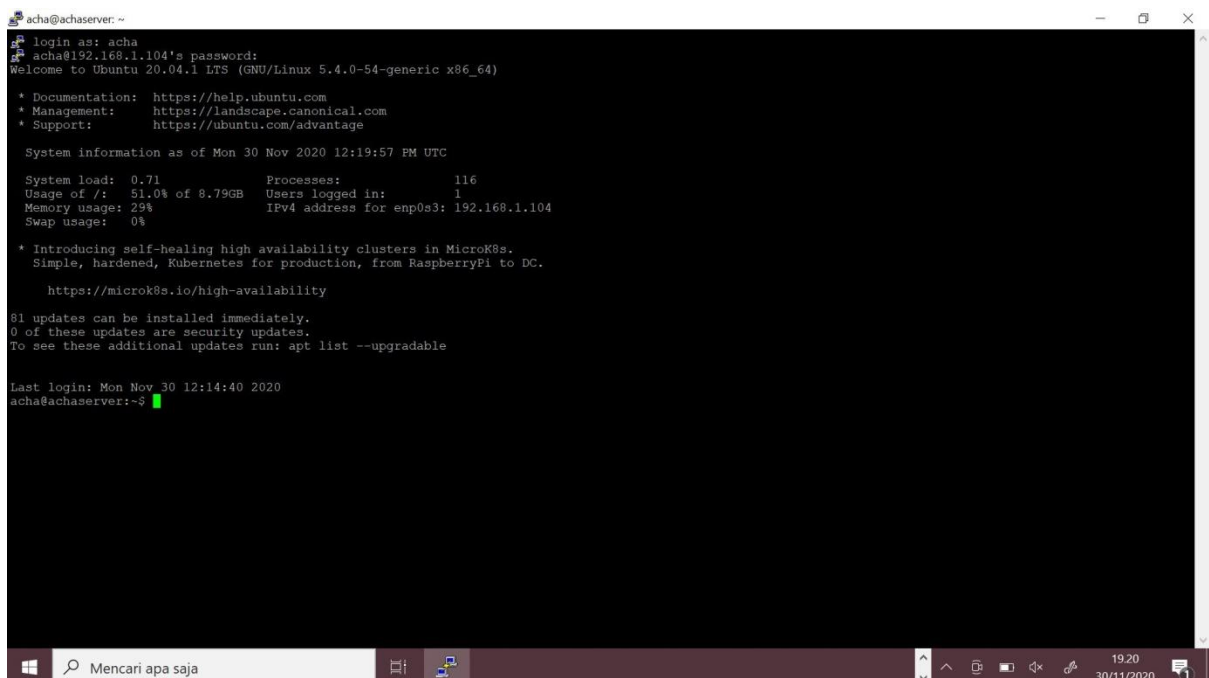 acha@achaserver: ~
login as: acha
acha@192.168.1.104's password:
Welcome to Ubuntu 20.04.1 LTS (GNU/Linux 5.4.0-54-generic x86_64)
* Documentation:  https://help.ubuntu.com
* Management:     https://landscape.canonical.com
* Support:        https://ubuntu.com/advantage
System information as of Mon 30 Nov 2020 12:19:57 PM UTC
System load:  0.71               Processes:               116
Usage of /:   51.0% of 8.79GB   Users logged in:         1
Memory usage: 29%                IPv4 address for enp0s3: 192.168.1.104
Swap usage:   0%
* Introducing self-healing high availability clusters in MicroK8s.
Simple, hardened, Kubernetes for production, from RaspberryPi to DC.
https://microk8s.io/high-availability
81 updates can be installed immediately.
0 of these updates are security updates.
To see these additional updates run: apt list --upgradable
Last login: Mon Nov 30 12:14:40 2020
acha@achaserver:~$
Mencari apa saja
19.20
30/11/2020
1